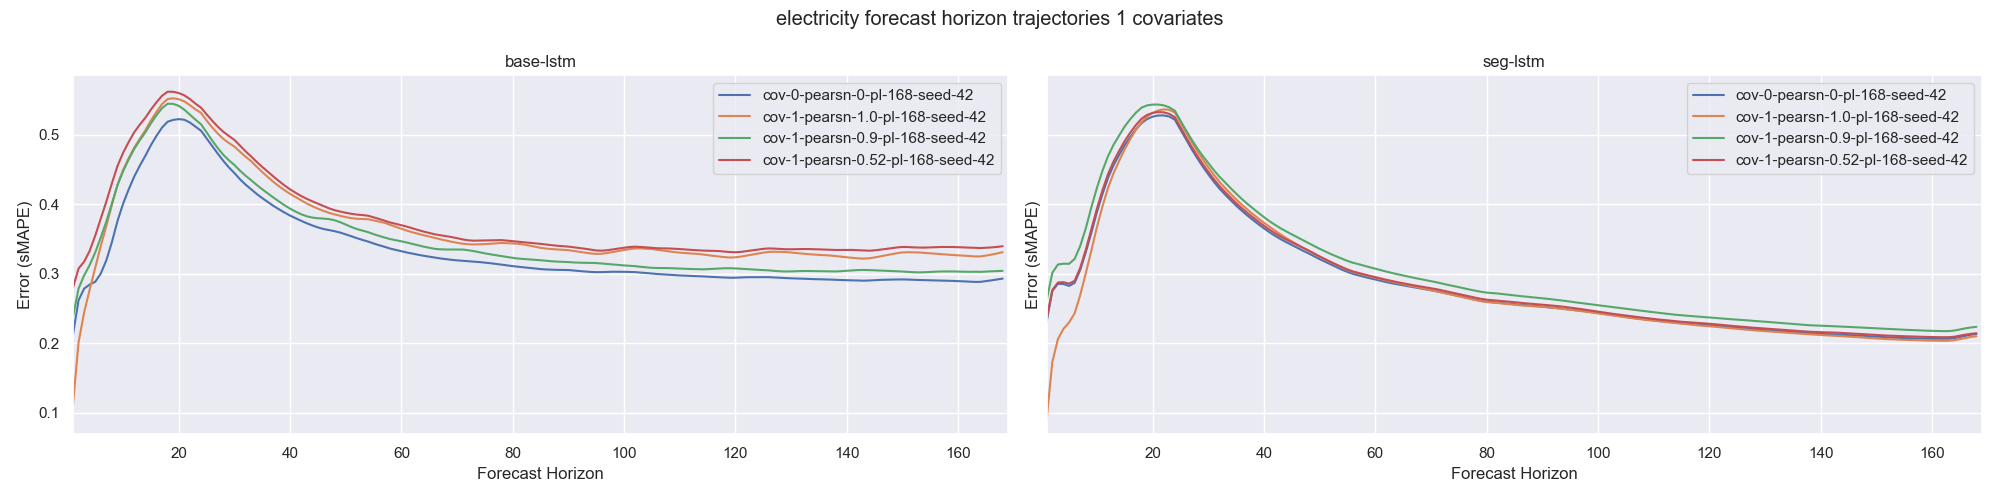 electricity forecast horizon trajectories 1 covariates
base-lstm
cov-0-pearsn-0-pl-168-seed-42
cov-1-pearsn-1.0-pl-168-seed-42
cov-1-pearsn-0.9-pl-168-seed-42
cov-1-pearsn-0.52-pl-168-seed-42
Error (sMAPE)
0.5
0.4
0.3
0.2
0.1
20 40 60 80 100 120 140 160
Forecast Horizon
seg-lstm
cov-0-pearsn-0-pl-168-seed-42
cov-1-pearsn-1.0-pl-168-seed-42
cov-1-pearsn-0.9-pl-168-seed-42
cov-1-pearsn-0.52-pl-168-seed-42
Error (sMAPE)
20 40 60 80 100 120 140 160
Forecast Horizon